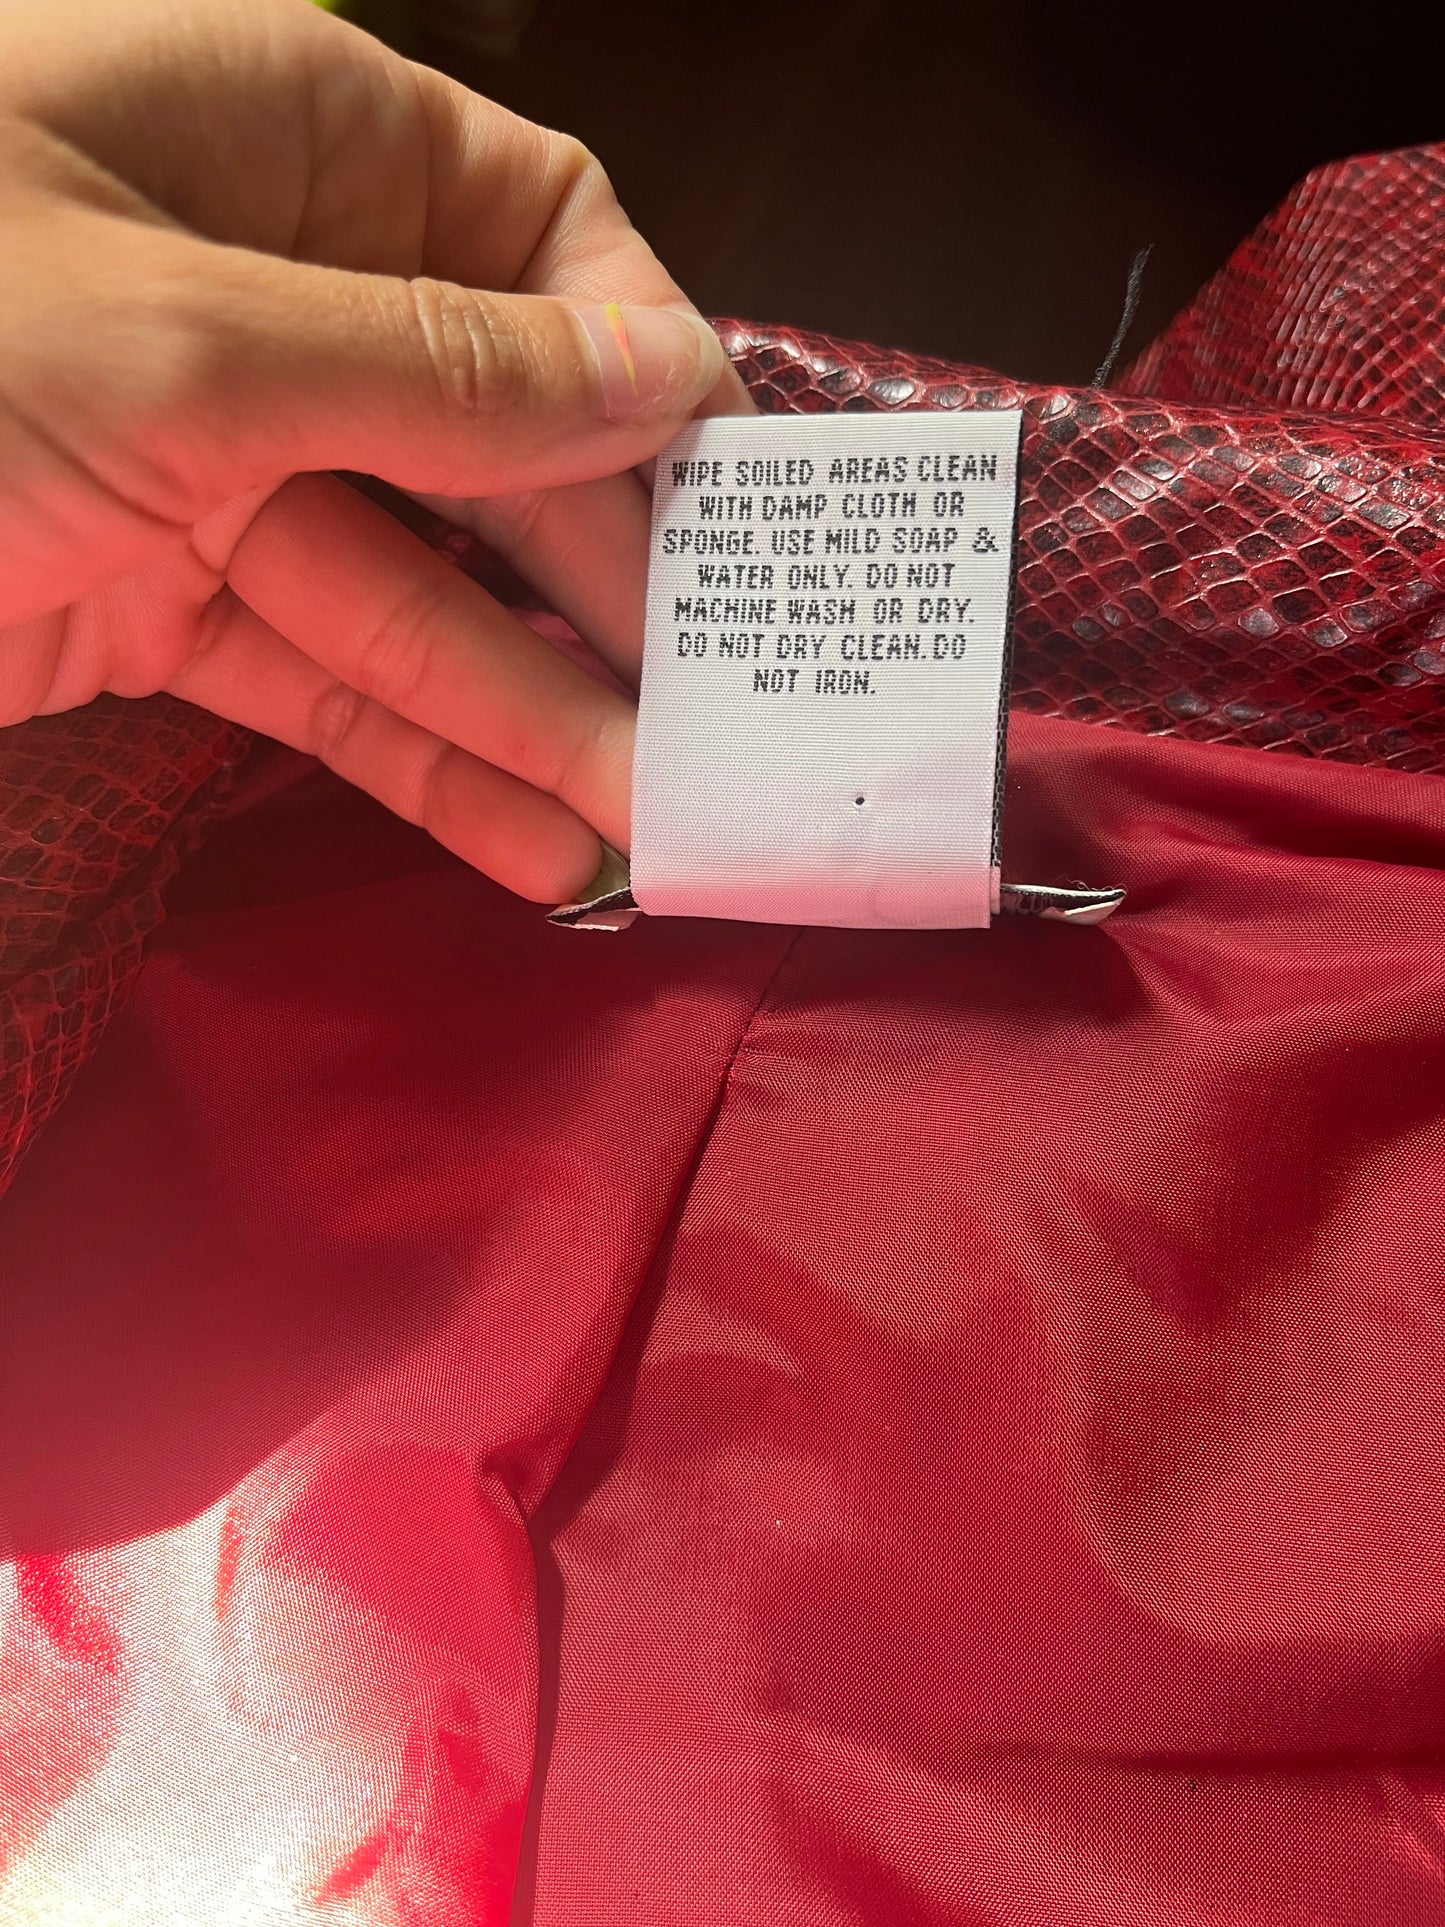 WIPE SOILED AREAS CLEAN
WITH DAMP CLOTH OR
SPONGE. USE MILD SOAP &
WATER ONLY. DO NOT
MACHINE WASH OR DRY.
DO NOT DRY CLEAN. DO
NOT IRON.